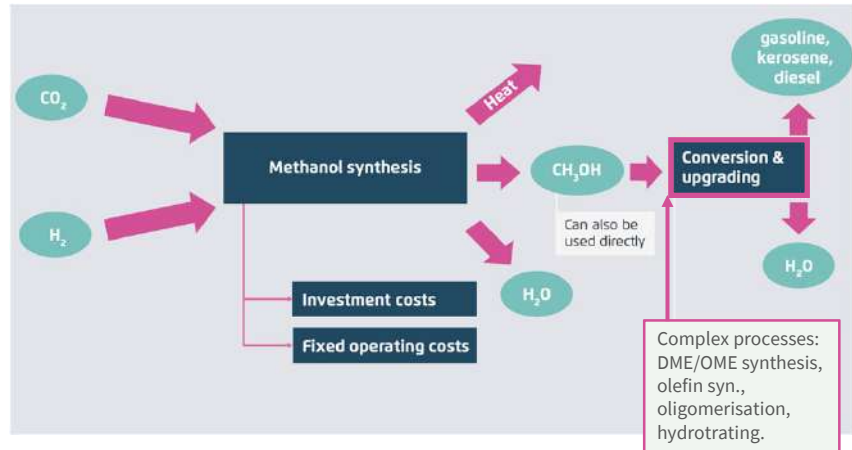 CO₂
H₂
Methanol synthesis
Investment costs
Fixed operating costs
Heat
CH₃OH
Can also be
used directly
H₂O
Conversion &
upgrading
gasoline,
kerosene,
diesel
H₂O
Complex processes:
DME/OME synthesis,
olefin syn.,
oligomerisation,
hydrotrating.